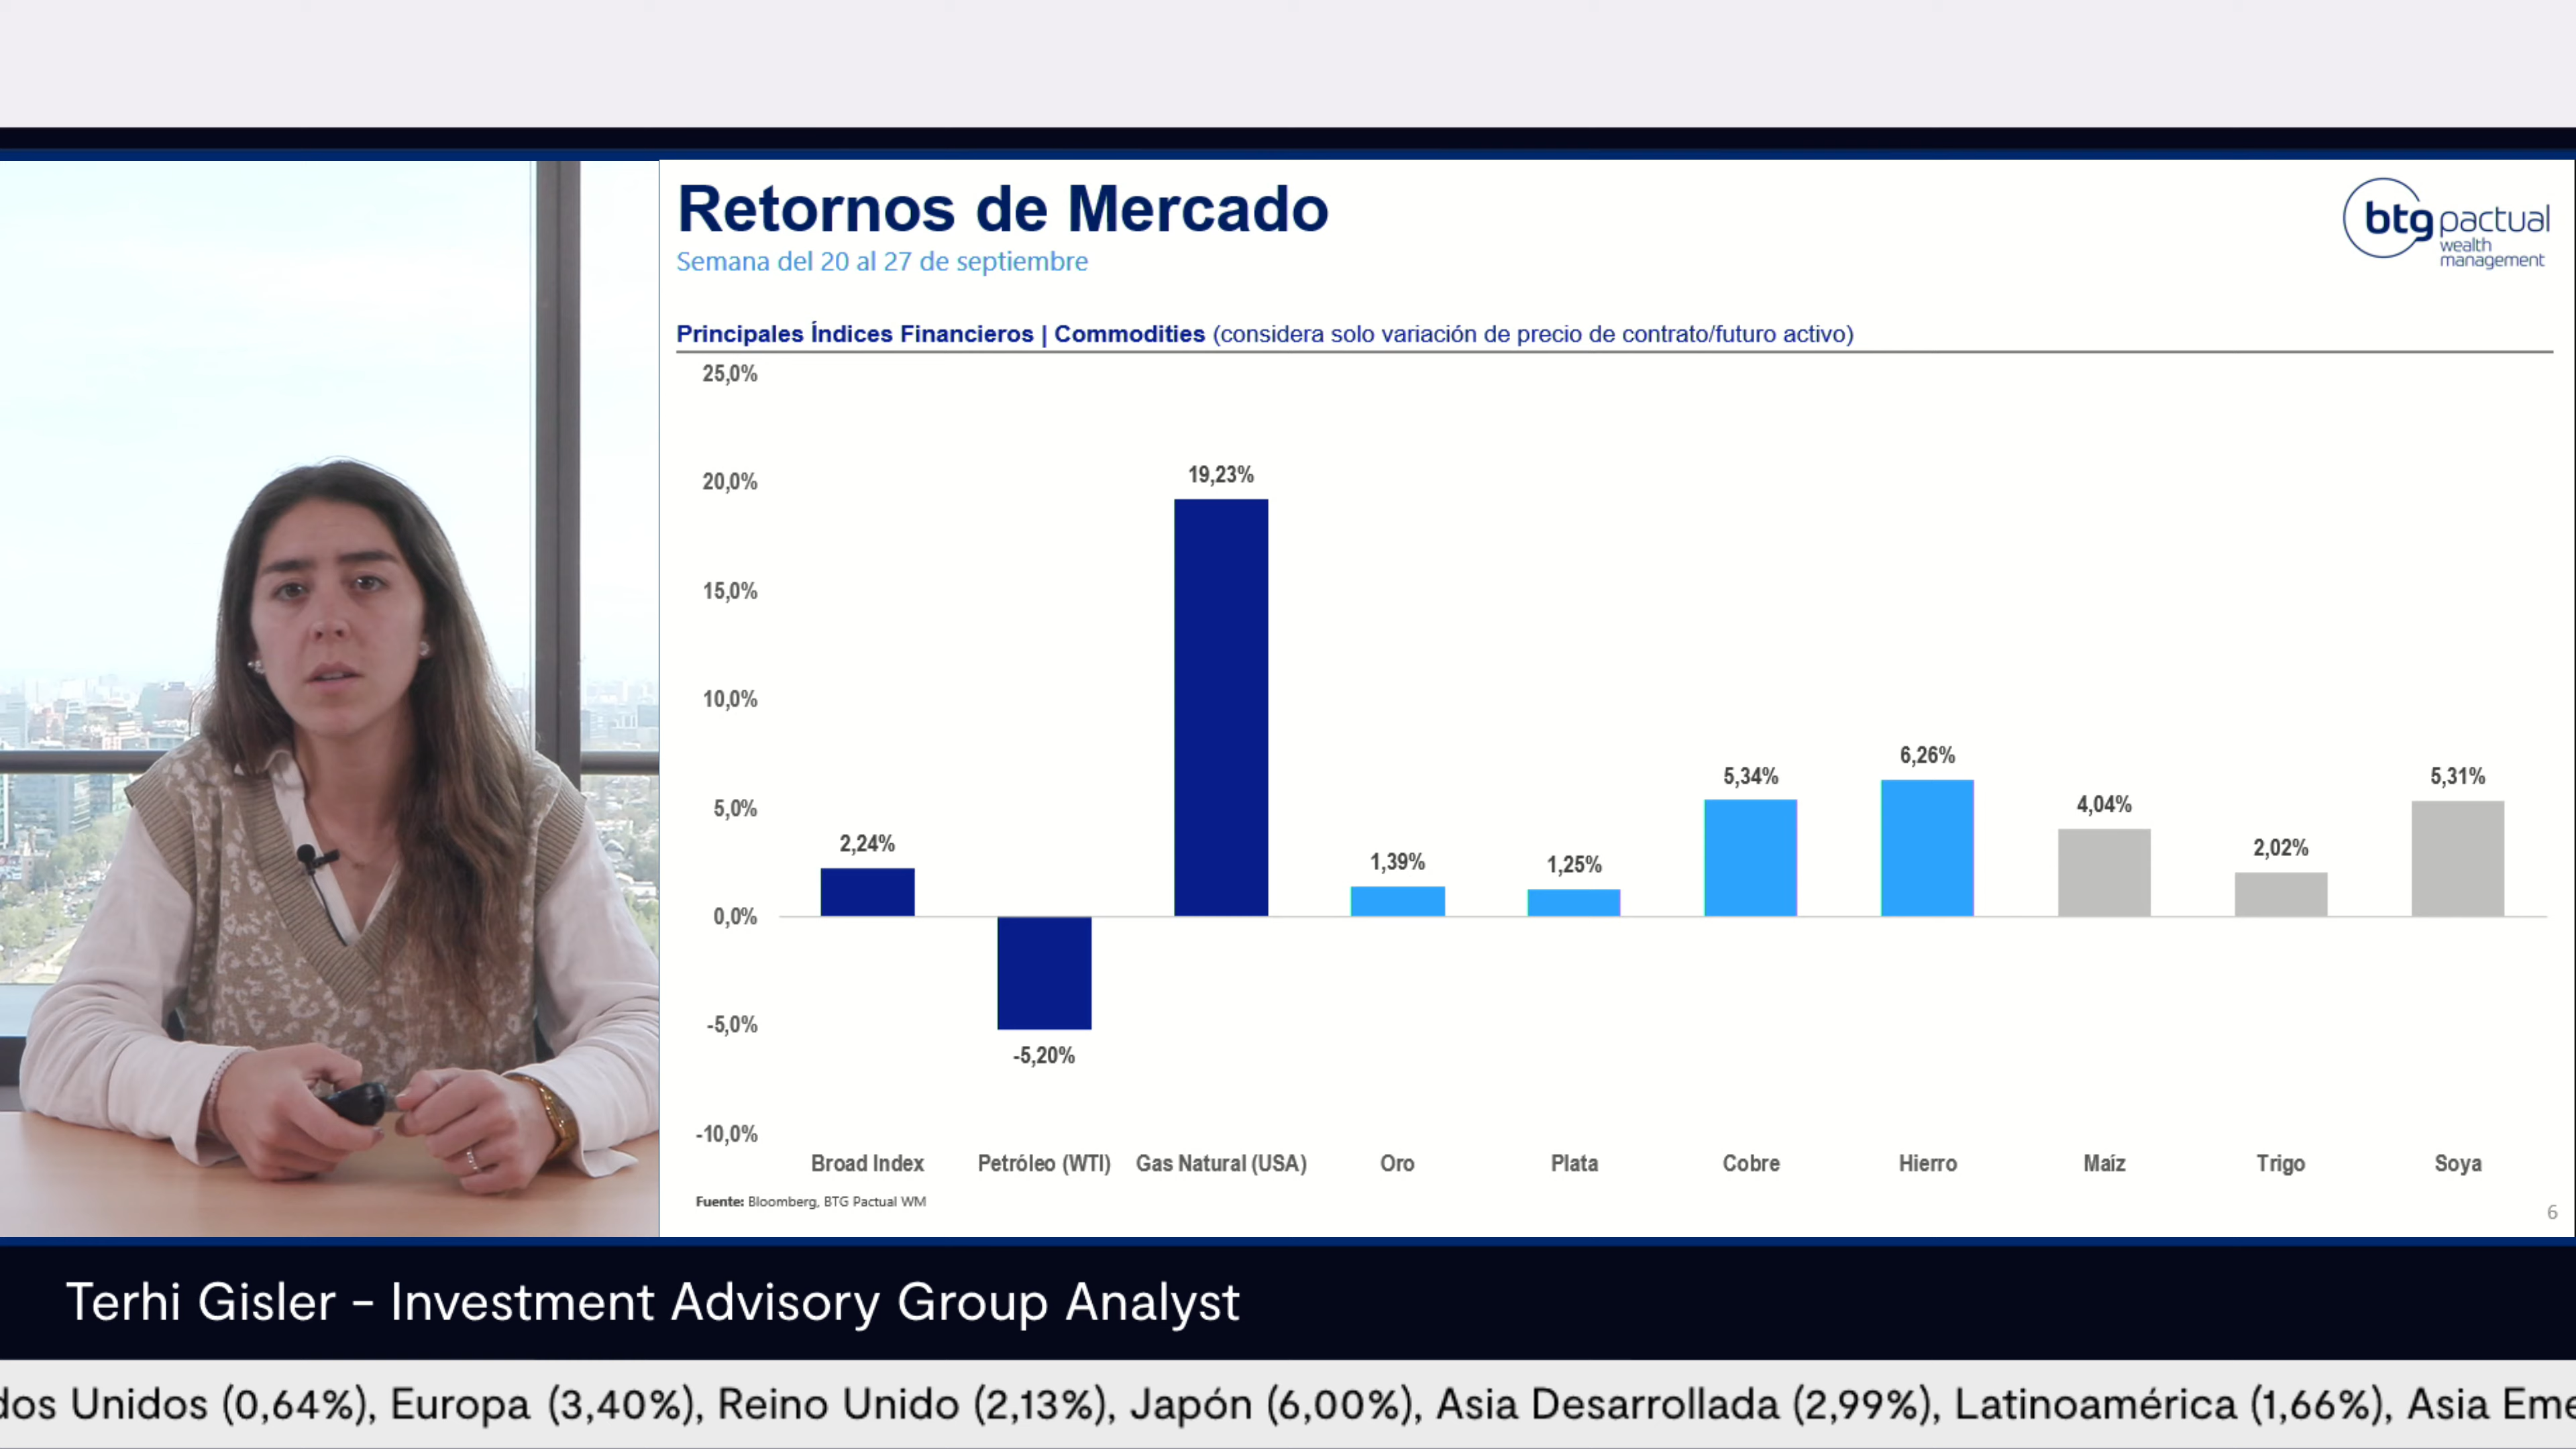 Retornos de Mercado
Semana del 20 al 27 de septiembre
btg pactual
wealth
management
Principales Índices Financieros | Commodities (considera solo variación de precio de contrato/futuro activo)
25,0%
20,0%
15,0%
10,0%
5,0%
0,0%
-5,0%
-10,0%
2,24%
-5,20%
19,23%
1,39%
1,25%
5,34%
6,26%
4,04%
2,02%
5,31%
Broad Index
Petróleo (WTI)
Gas Natural (USA)
Oro
Plata
Cobre
Hierro
Maíz
Trigo
Soya
Fuente: Bloomberg, BTG Pactual WM
6
Terhi Gisler - Investment Advisory Group Analyst
dos Unidos (0,64%), Europa (3,40%), Reino Unido (2,13%), Japón (6,00%), Asia Desarrollada (2,99%), Latinoamérica (1,66%), Asia Eme